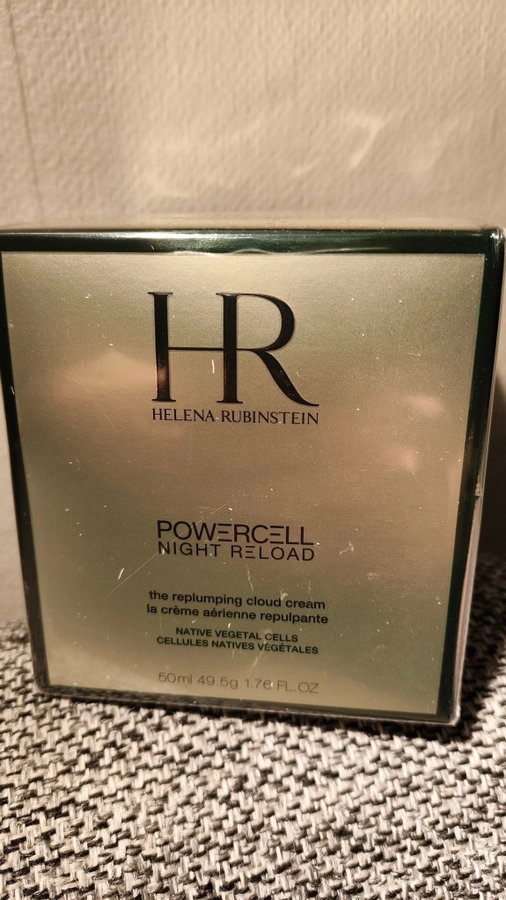 HR
HELENA RUBINSTEIN
POWERCELL
NIGHT RELOAD
the replumping cloud cream
la crème aérienne repulpante
NATIVE VEGETAL CELLS
CELLULES NATIVES VÉGÉTALES
50ml 49.5g 1.76 FL.OZ